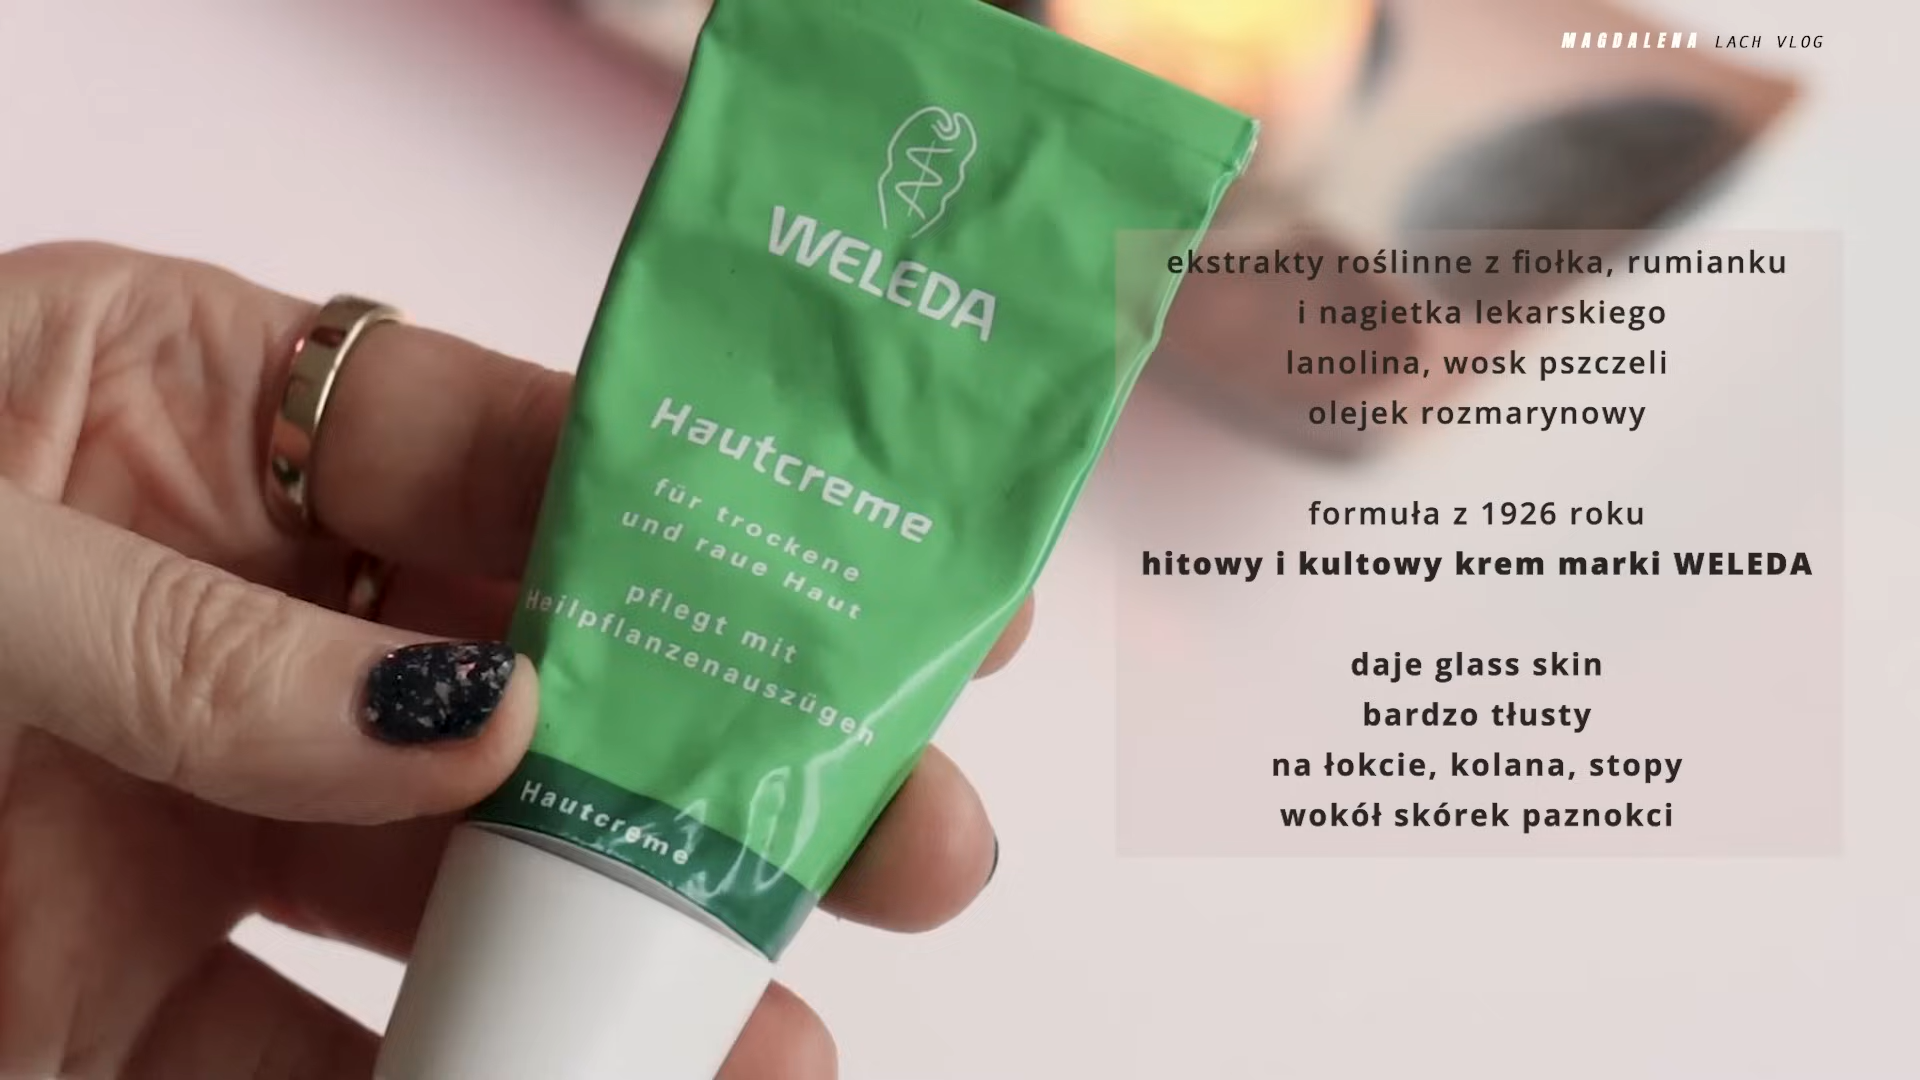 MAGDALENA LACH VLOG
WELEDA
Hautcreme
für trockene
und raue Haut
pflegt mit
Heilpflanzenauszügen
Hautcreme
ekstrakty roślinne z fiołka, rumianku
i nagietka lekarskiego
lanolina, wosk pszczeli
olejek rozmarynowy
formuła z 1926 roku
hitowy i kultowy krem marki WELEDA
daje glass skin
bardzo tłusty
na łokcie, kolana, stopy
wokół skórek paznokci